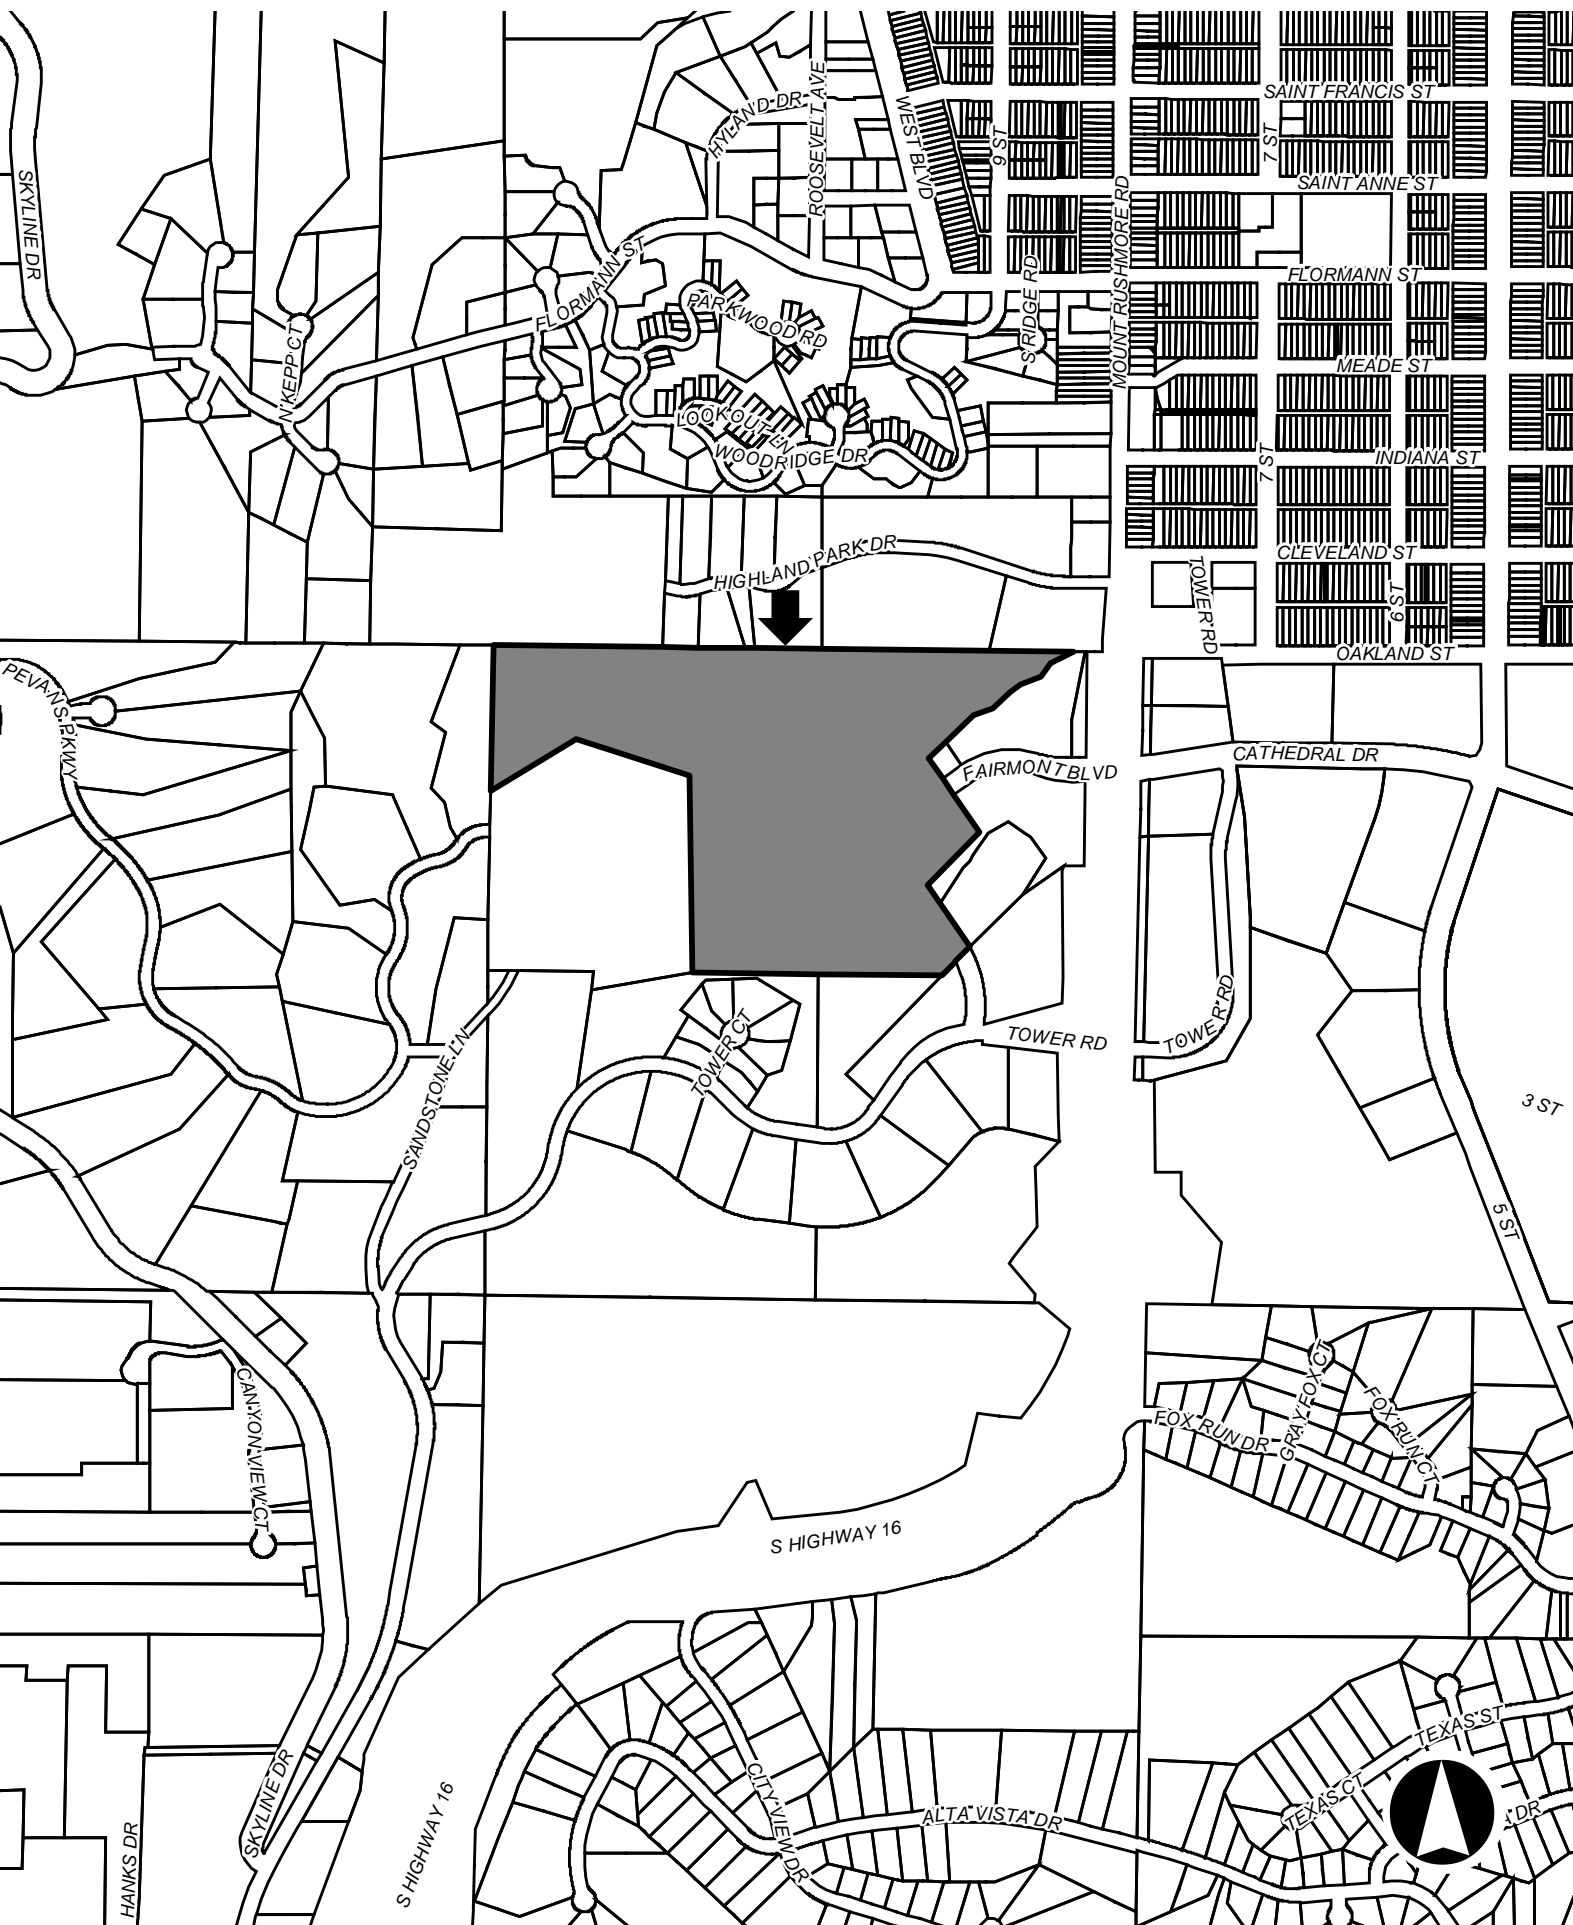 SAINT FRANCIS ST
HYLAND DR
ROOSEVELT AVE
WEST BLVD
9 ST
7 ST
SAINT ANNE ST
SKYLINE DR
MOUNT RUSHMORE RD
FLORMANN ST
FLORMANN ST
PARKWOOD RD
S RIDGE RD
N KEPP CT
MEADE ST
LOOKOUT LN
WOODRIDGE DR
7 ST
INDIANA ST
HIGHLAND PARK DR
CLEVELAND ST
TOWER RD
6 ST
OAKLAND ST
PEVANS PKWY
FAIRMONT BLVD
CATHEDRAL DR
TOWER CT
TOWER RD
TOWER RD
SANDSTONE LN
3 ST
5 ST
CANYON VIEW CT
GRAY FOX CT
FOX RUN DR
FOX RUN CT
S HIGHWAY 16
TEXAS ST
SKYLINE DR
CITY VIEW DR
TEXAS CT
ALTA VISTA DR
DR
HANKS DR
S HIGHWAY 16